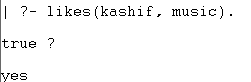 | ?- likes(kashif, music).
true ?
yes